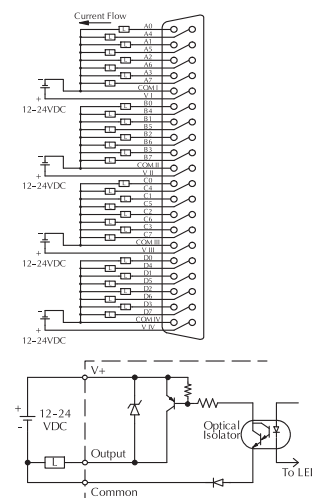 Current Flow
A0
A4
A1
A5
A2
A6
A3
A7
COM I
V I
12-24VDC
B0
B4
B1
B5
B2
B6
B3
B7
COM II
V II
12-24VDC
C0
C4
C1
C5
C2
C6
C3
C7
COM III
V III
12-24VDC
D0
D4
D1
D5
D2
D6
D3
D7
COM IV
V IV
12-24VDC
V+
+
12-24
VDC
-
Optical
Isolator
L
Output
To LED
Common